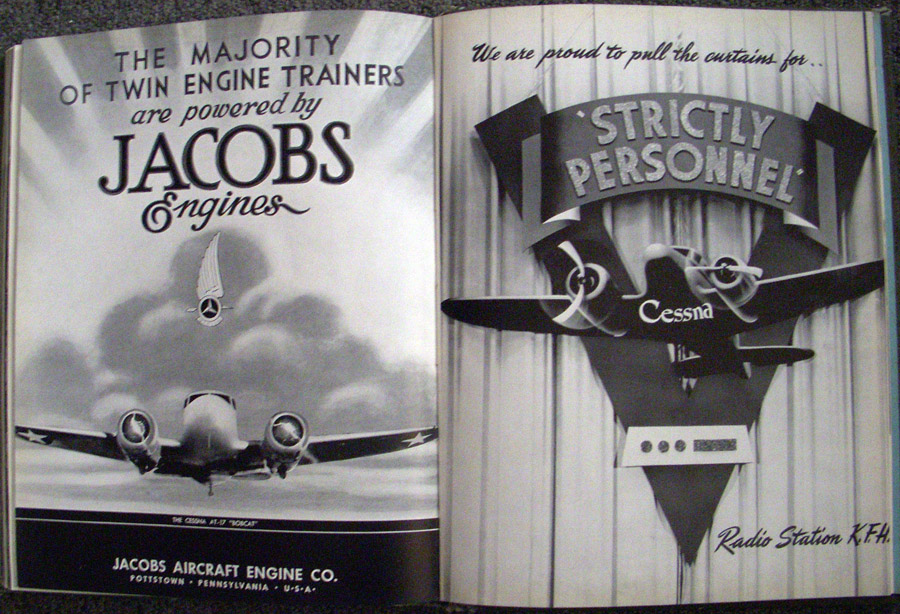 THE MAJORITY
OF TWIN ENGINE TRAINERS
are powered by
JACOBS
Engines
THE CESSNA AT-17 "BOBCAT"
JACOBS AIRCRAFT ENGINE CO.
POTTSTOWN · PENNSYLVANIA · U·S·A·
We are proud to pull the curtains for . .
'STRICTLY
PERSONNEL'
Cessna
Radio Station K.F.H.